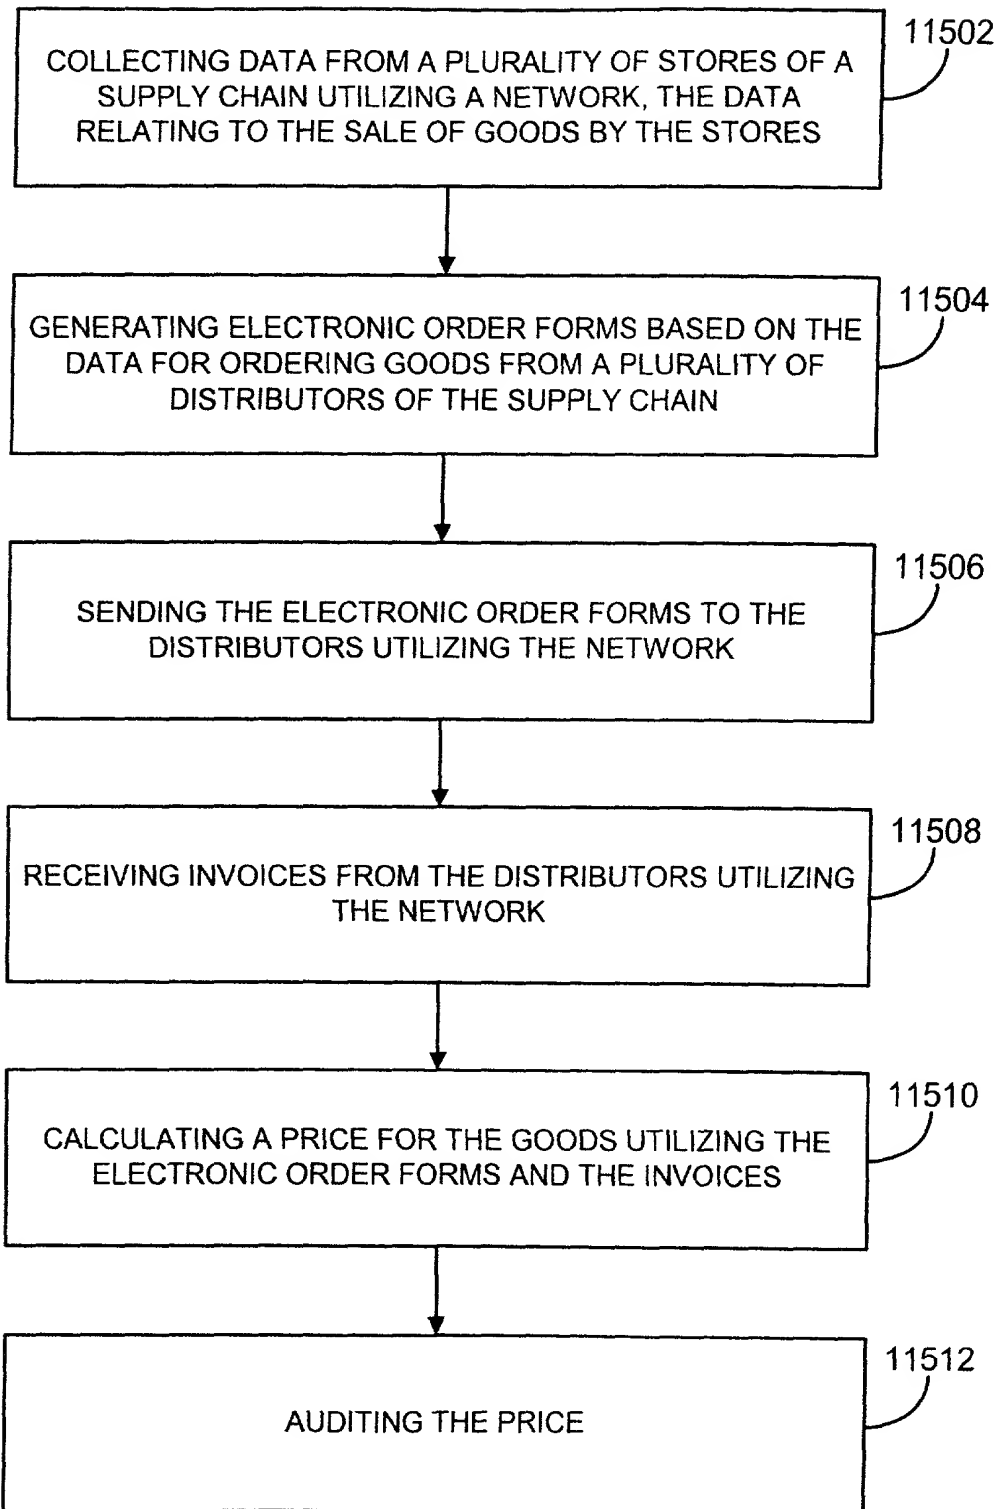 11502
COLLECTING DATA FROM A PLURALITY OF STORES OF A
SUPPLY CHAIN UTILIZING A NETWORK, THE DATA
RELATING TO THE SALE OF GOODS BY THE STORES
11504
GENERATING ELECTRONIC ORDER FORMS BASED ON THE
DATA FOR ORDERING GOODS FROM A PLURALITY OF
DISTRIBUTORS OF THE SUPPLY CHAIN
11506
SENDING THE ELECTRONIC ORDER FORMS TO THE
DISTRIBUTORS UTILIZING THE NETWORK
11508
RECEIVING INVOICES FROM THE DISTRIBUTORS UTILIZING
THE NETWORK
11510
CALCULATING A PRICE FOR THE GOODS UTILIZING THE
ELECTRONIC ORDER FORMS AND THE INVOICES
11512
AUDITING THE PRICE